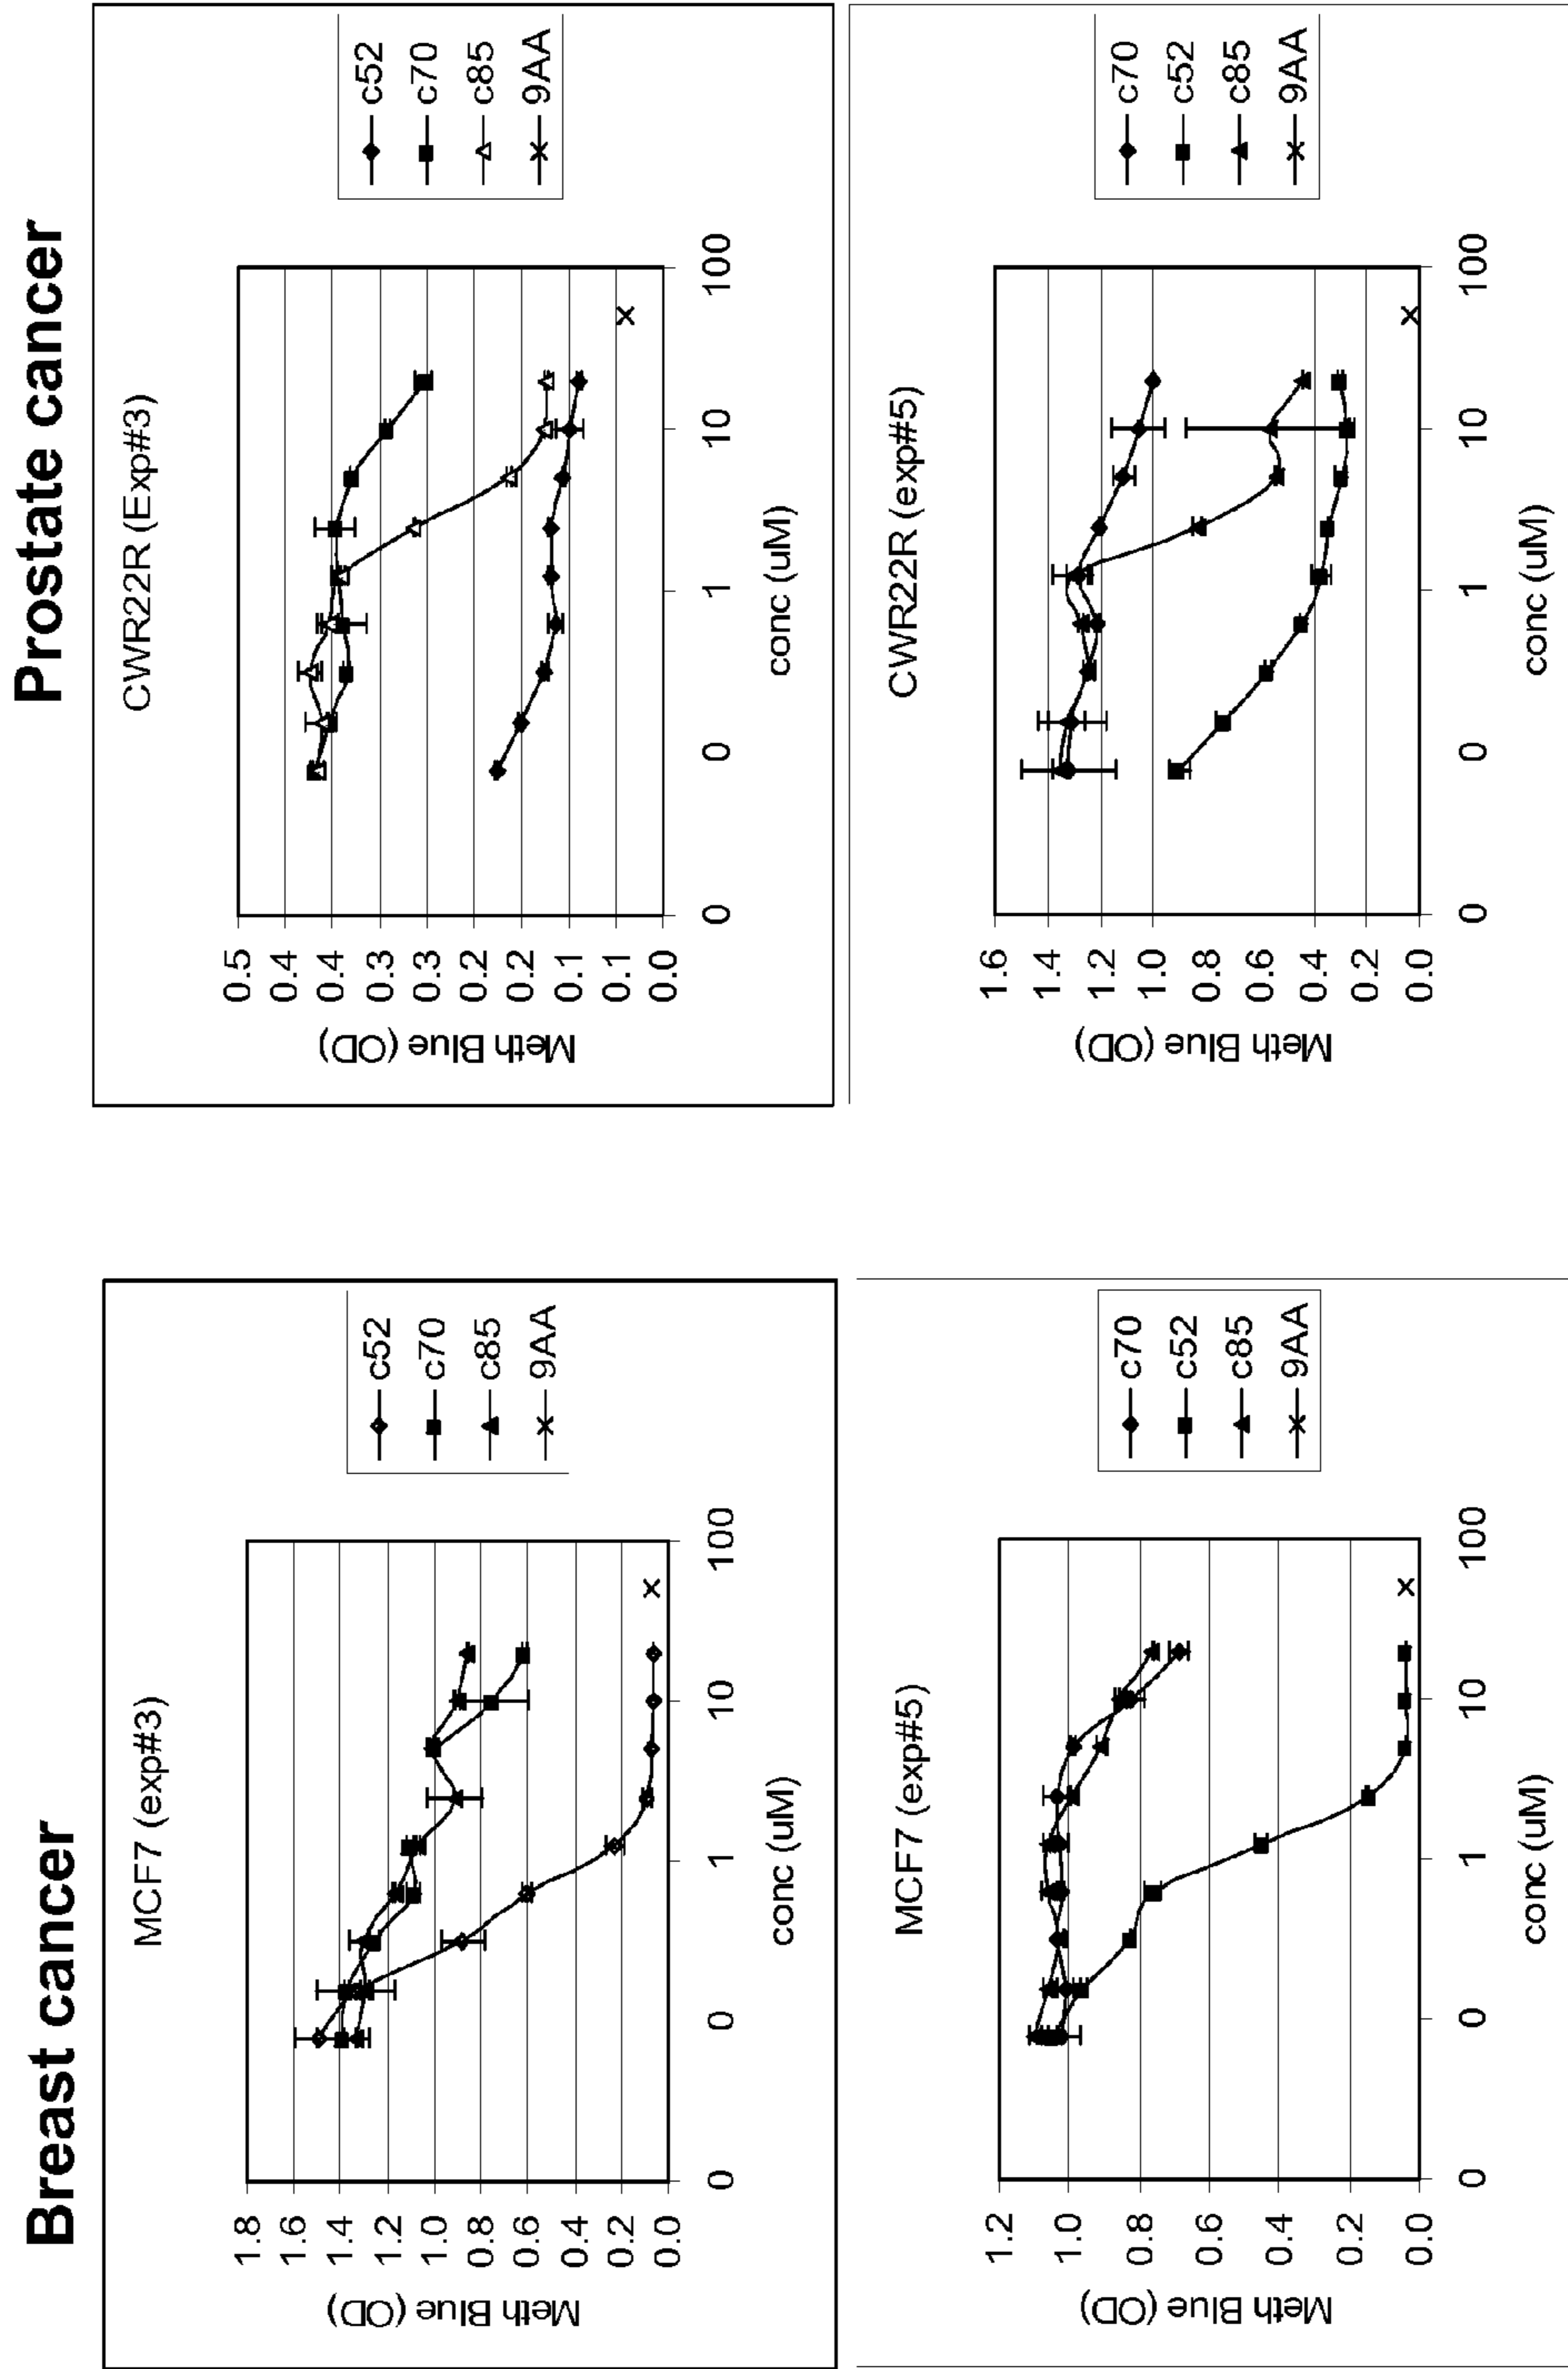 Breast cancer
Prostate cancer
MCF7 (exp#3)
Meth Blue (OD)
1.8
1.6
1.4
1.2
1.0
0.8
0.6
0.4
0.2
0.0
0
0
1
10
100
conc (uM)
c52
c70
c85
9AA
CWR22R (Exp#3)
Meth Blue (OD)
0.5
0.4
0.4
0.3
0.3
0.2
0.2
0.1
0.1
0.0
0
0
1
10
100
conc (uM)
c52
c70
c85
9AA
MCF7 (exp#5)
Meth Blue (OD)
1.2
1.0
0.8
0.6
0.4
0.2
0.0
0
0
1
10
100
conc (uM)
c70
c52
c85
9AA
CWR22R (exp#5)
Meth Blue (OD)
1.6
1.4
1.2
1.0
0.8
0.6
0.4
0.2
0.0
0
0
1
10
100
conc (uM)
c70
c52
c85
9AA